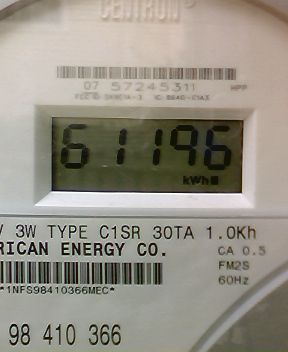 CENTRON
07 57245311 HPP
61196
kWh
V 3W TYPE C1SR 30TA 1.0Kh
RICAN ENERGY CO. CA 0.5
FM2S
*1NFS98410366MEC* 60Hz
98 410 366